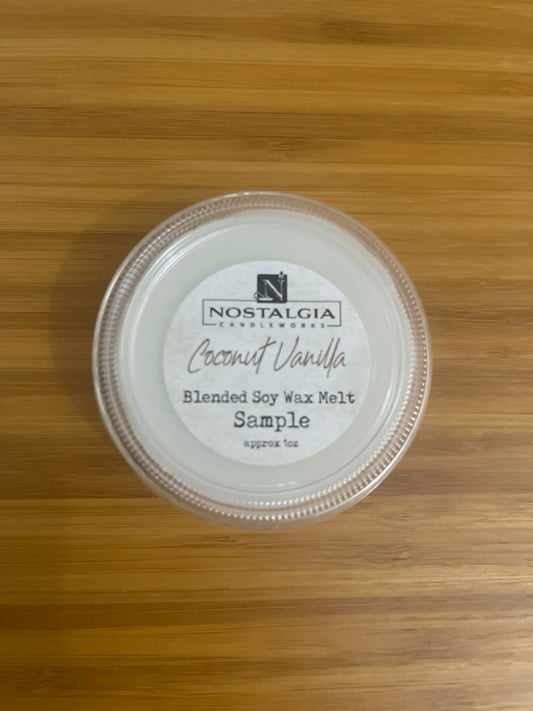 N
NOSTALGIA
CANDLEWORKS
Coconut Vanilla
Blended Soy Wax Melt
Sample
approx 1oz